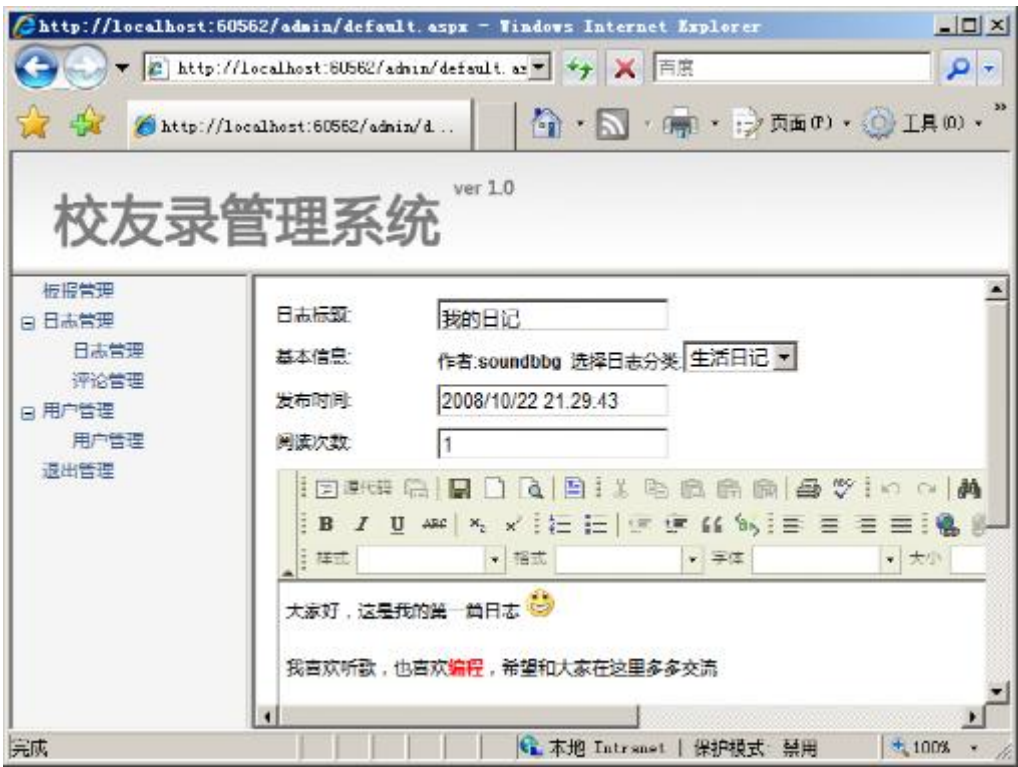 http://localhost:60562/admin/default.aspx - Windows Internet Explorer
http://localhost:60562/admin/default.as 百度
http://localhost:60562/admin/d... 页面(P) 工具(O) »
校友录管理系统 ver 1.0
板报管理
日志管理
日志管理
评论管理
用户管理
用户管理
退出管理
日志标题: 我的日记
基本信息: 作者:soundbbg 选择日志分类: 生活日记
发布时间: 2008/10/22 21.29.43
阅读次数: 1
源代码
B I U ABC
样式 格式 字体 大小
大家好，这是我的第一篇日志
我喜欢听歌，也喜欢编程，希望和大家在这里多多交流
完成 本地 Intranet | 保护模式: 禁用 100%